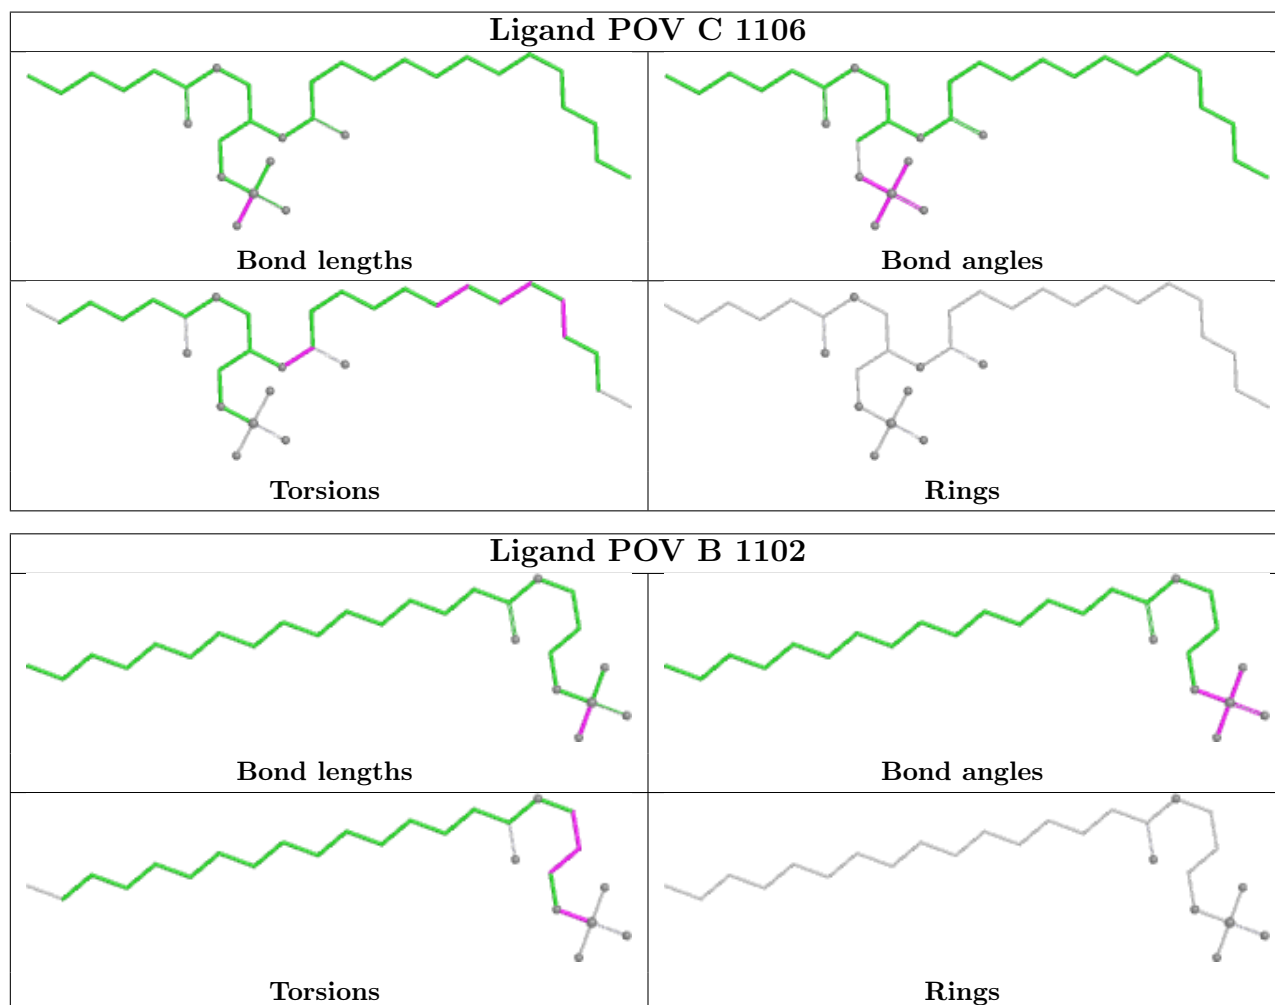 Ligand POV C 1106
Bond lengths
Bond angles
Torsions
Rings
Ligand POV B 1102
Bond lengths
Bond angles
Torsions
Rings